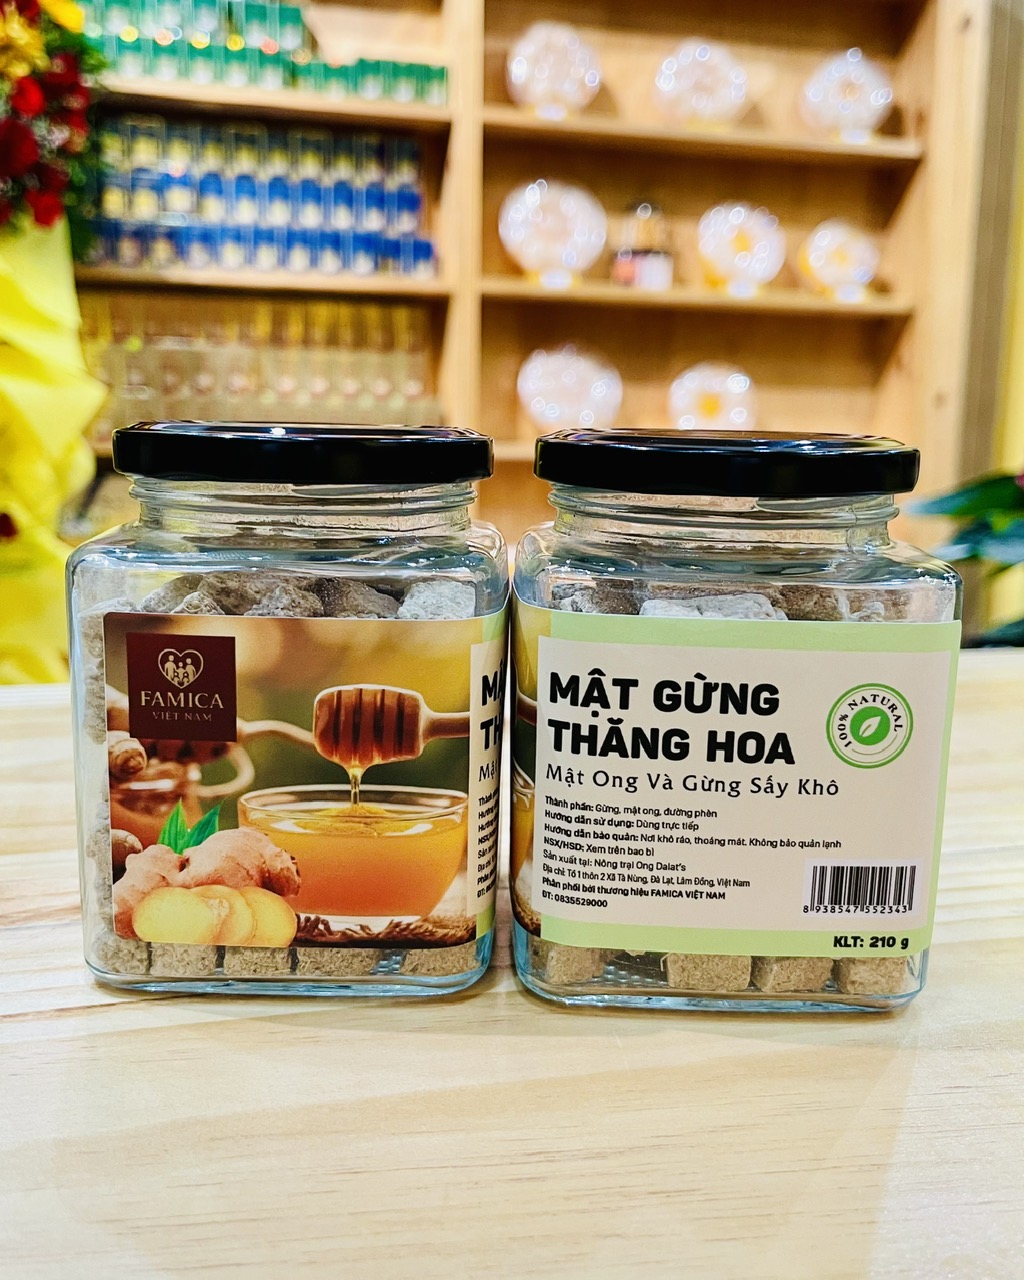 FAMICA
VIỆT NAM
MẬT GỪNG
THĂNG HOA
Mật Ong Và Gừng Sấy Khô
100% NATURAL
Thành phần: Gừng, mật ong, đường phèn
Hướng dẫn sử dụng: Dùng trực tiếp
Hướng dẫn bảo quản: Nơi khô ráo, thoáng mát. Không bảo quản lạnh
NSX/HSD: Xem trên bao bì
Sản xuất tại: Nông trại Ong Dalat's
Địa chỉ: Tổ 1 thôn 2 Xã Tà Nùng, Đà Lạt, Lâm Đồng, Việt Nam
Phân phối bởi thương hiệu FAMICA VIỆT NAM
ĐT: 0835529000
8 938547 552343
KLT: 210 g